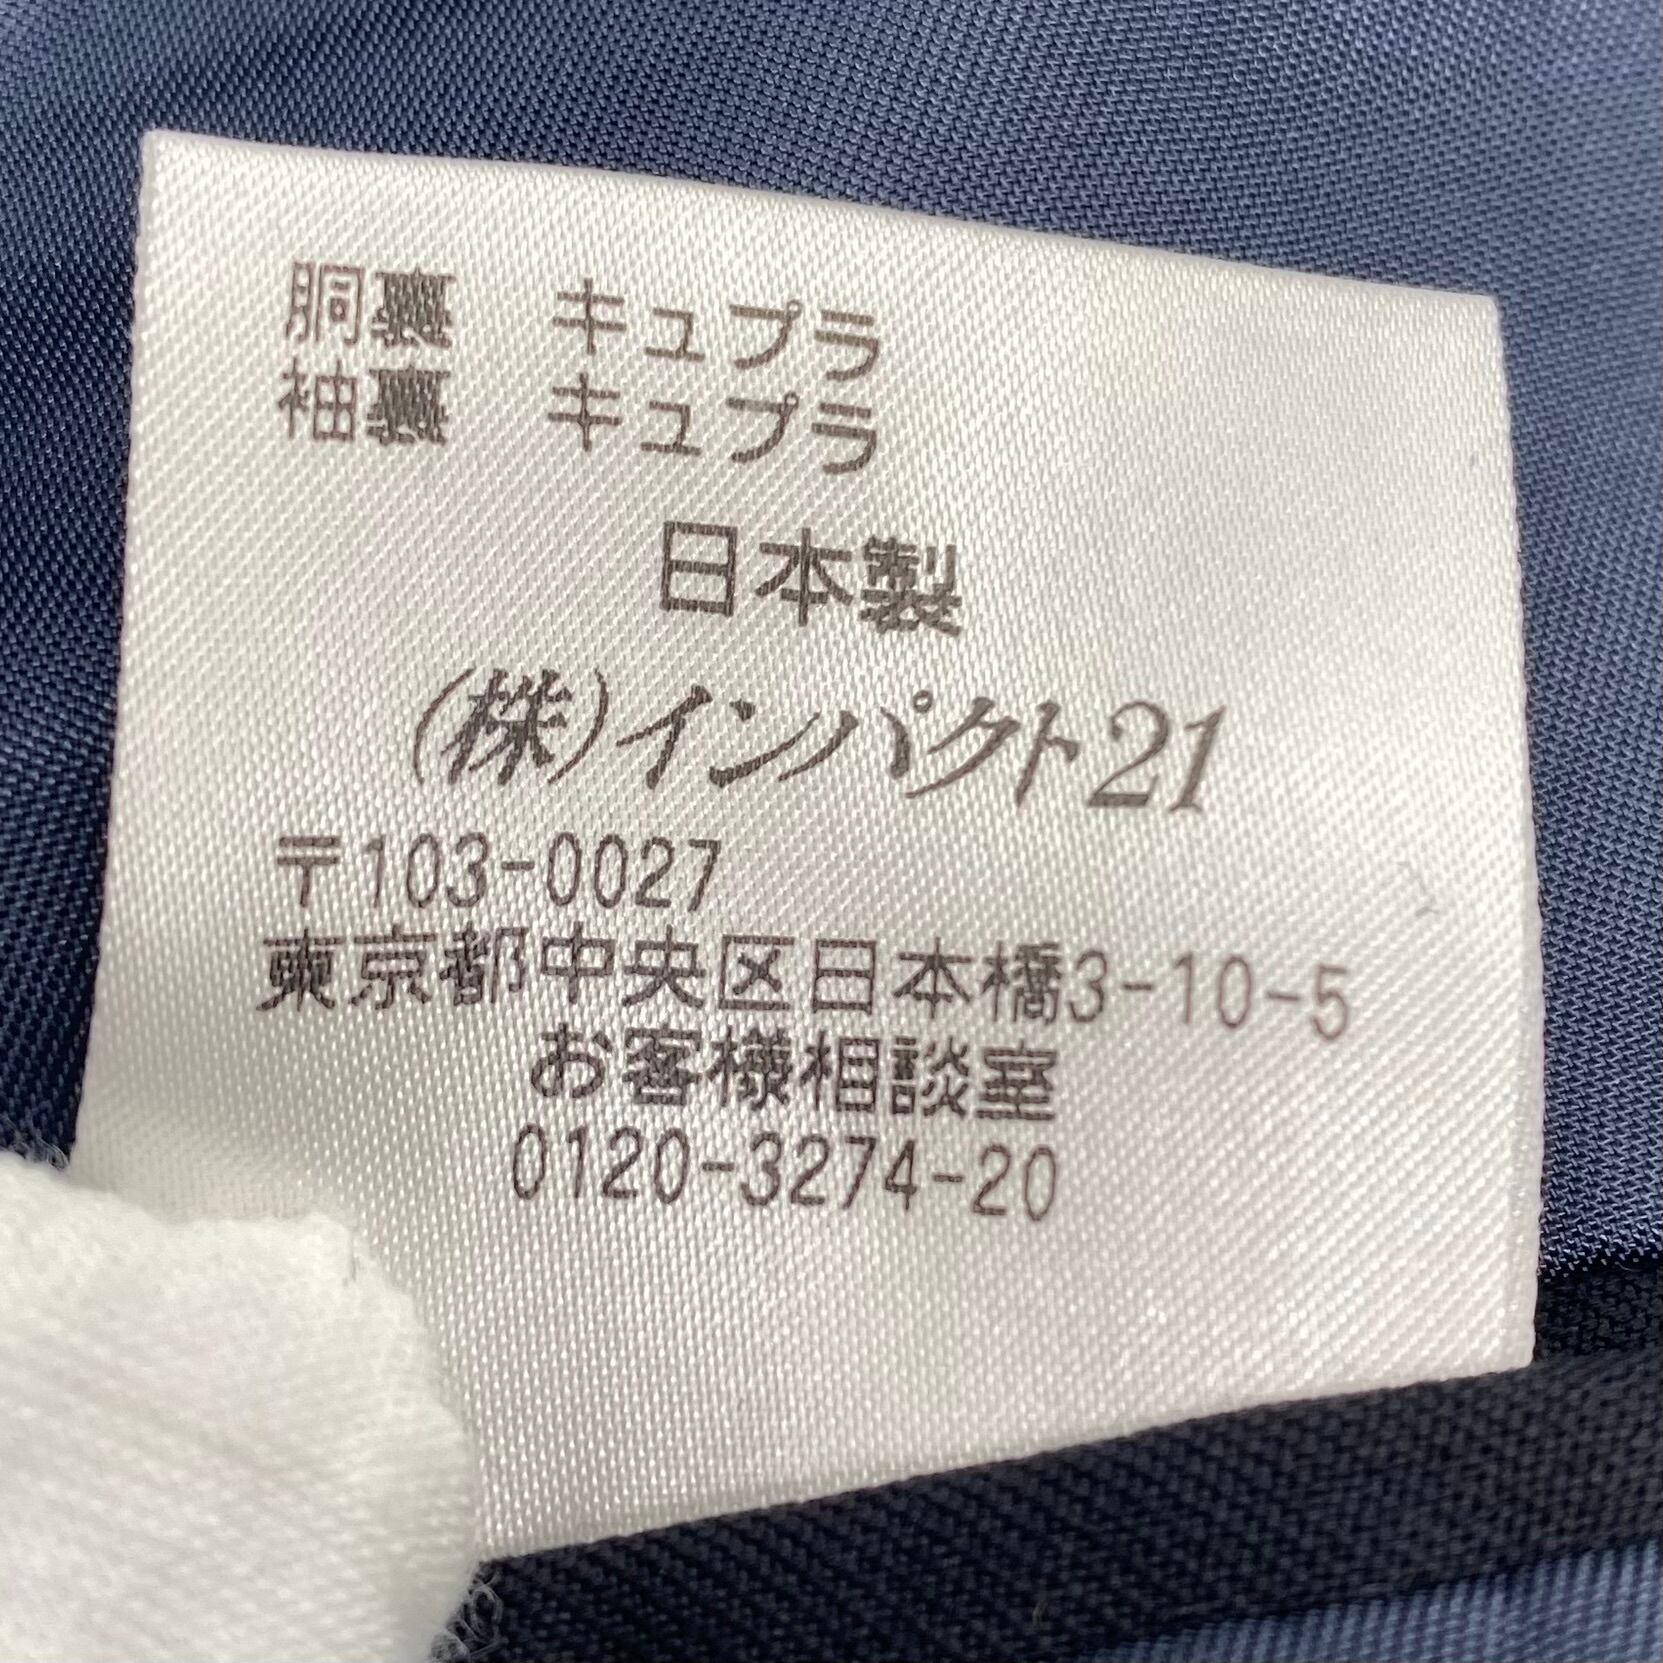 胴裏 キュプラ
袖裏 キュプラ
日本製
(株)インパクト21
〒103-0027
東京都中央区日本橋3-10-5
お客様相談室
0120-3274-20